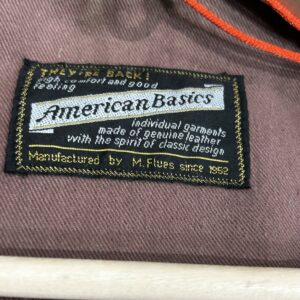 THEY'RE BACK!
high comfort and good
feeling
American Basics
individual garments
made of genuine leather
with the spirit of classic design
Manufactured by M. Flues since 1952